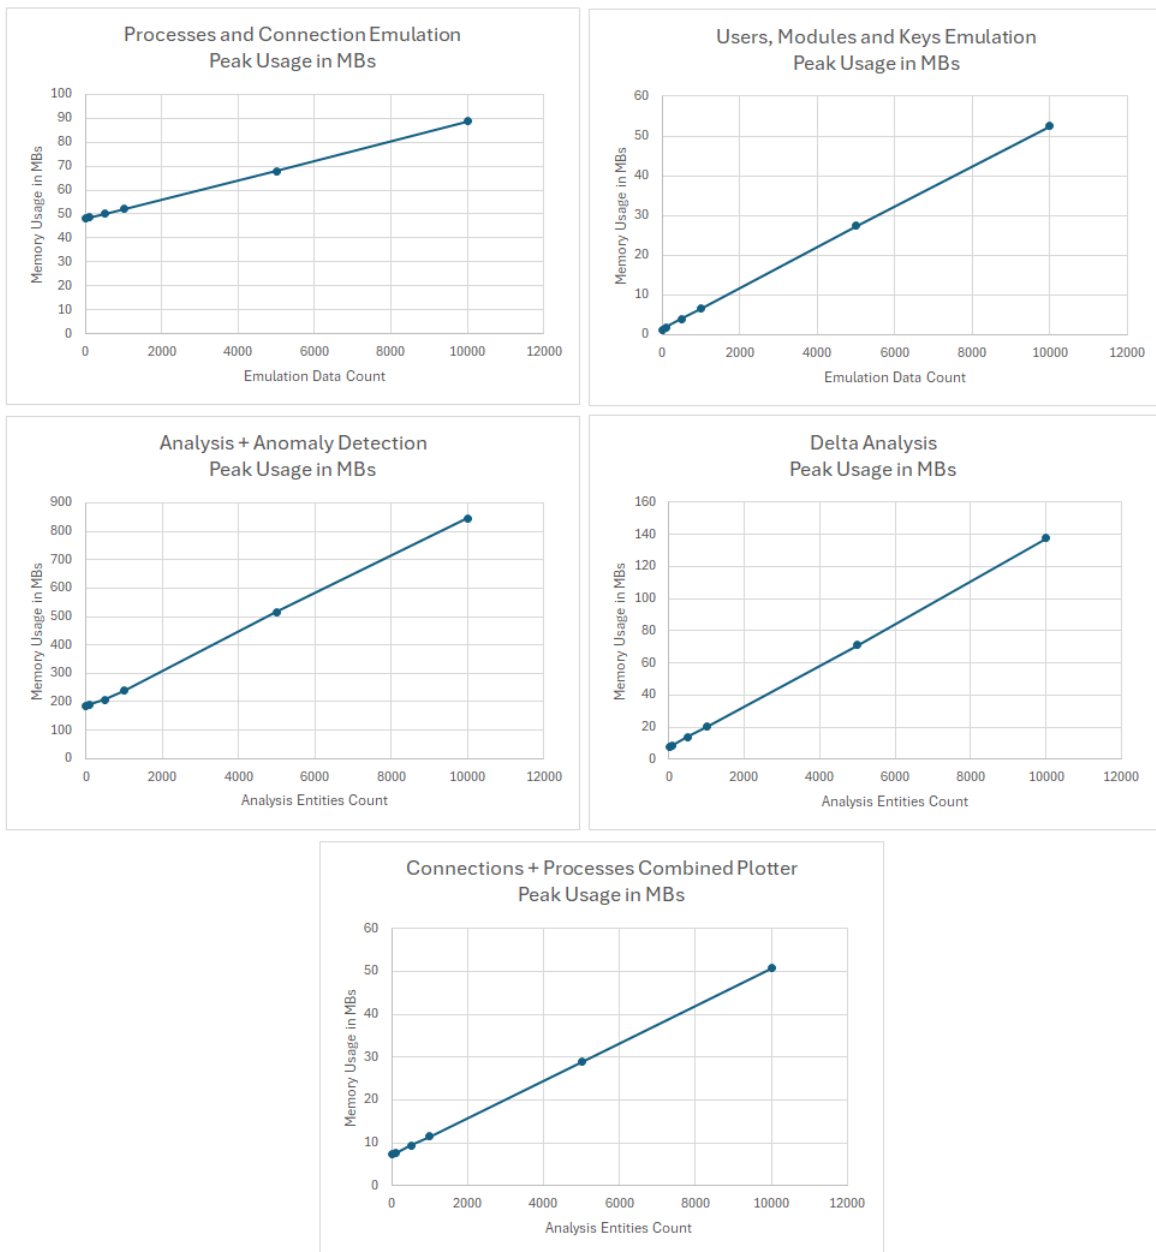 Processes and Connection Emulation
Peak Usage in MBs
Memory Usage in MBs
100
90
80
70
60
50
40
30
20
10
0
0 2000 4000 6000 8000 10000 12000
Emulation Data Count
Users, Modules and Keys Emulation
Peak Usage in MBs
Memory Usage in MBs
60
50
40
30
20
10
0
0 2000 4000 6000 8000 10000 12000
Emulation Data Count
Analysis + Anomaly Detection
Peak Usage in MBs
Memory Usage in MBs
900
800
700
600
500
400
300
200
100
0
0 2000 4000 6000 8000 10000 12000
Analysis Entities Count
Delta Analysis
Peak Usage in MBs
Memory Usage in MBs
160
140
120
100
80
60
40
20
0
0 2000 4000 6000 8000 10000 12000
Analysis Entities Count
Connections + Processes Combined Plotter
Peak Usage in MBs
Memory Usage in MBs
60
50
40
30
20
10
0
0 2000 4000 6000 8000 10000 12000
Analysis Entities Count